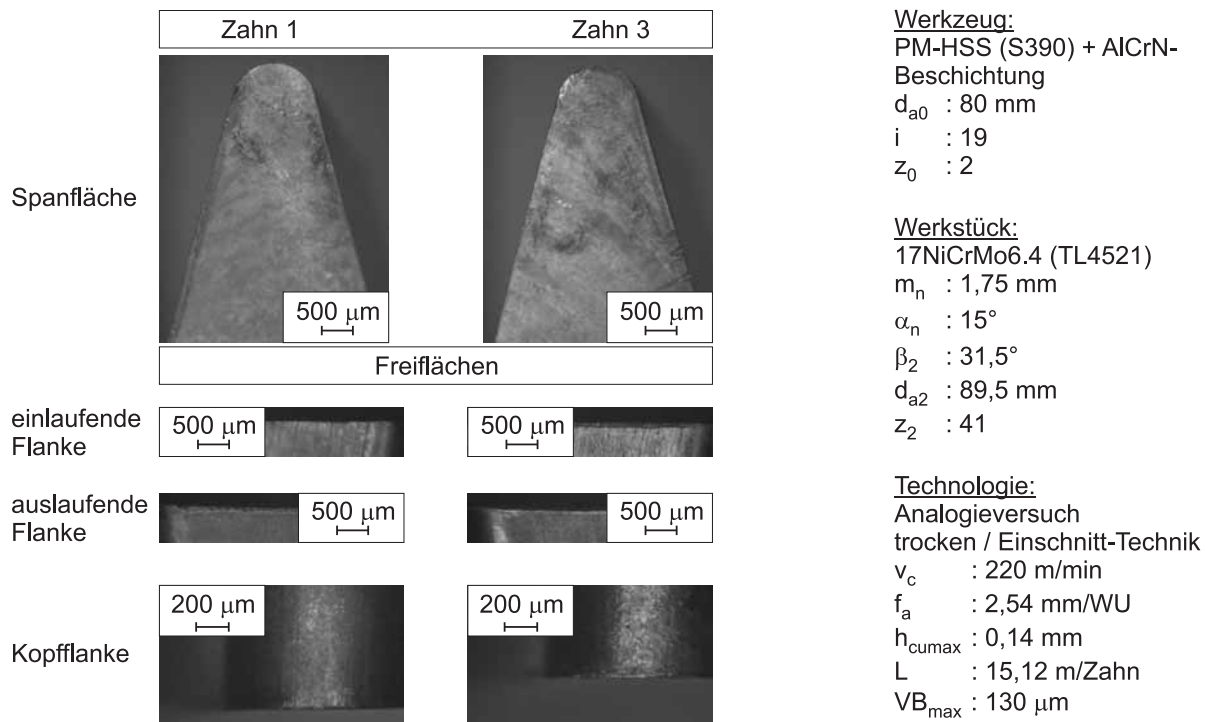 Zahn 1 Zahn 3
Spanfläche
500 µm 500 µm
Freiflächen
einlaufende
Flanke
500 µm 500 µm
auslaufende
Flanke
500 µm 500 µm
Kopfflanke
200 µm 200 µm
Werkzeug:
PM-HSS (S390) + AlCrN-
Beschichtung
da0 : 80 mm
i : 19
z0 : 2
Werkstück:
17NiCrMo6.4 (TL4521)
mn : 1,75 mm
αn : 15°
β2 : 31,5°
da2 : 89,5 mm
z2 : 41
Technologie:
Analogieversuch
trocken / Einschnitt-Technik
vc : 220 m/min
fa : 2,54 mm/WU
hcumax : 0,14 mm
L : 15,12 m/Zahn
VBmax : 130 µm